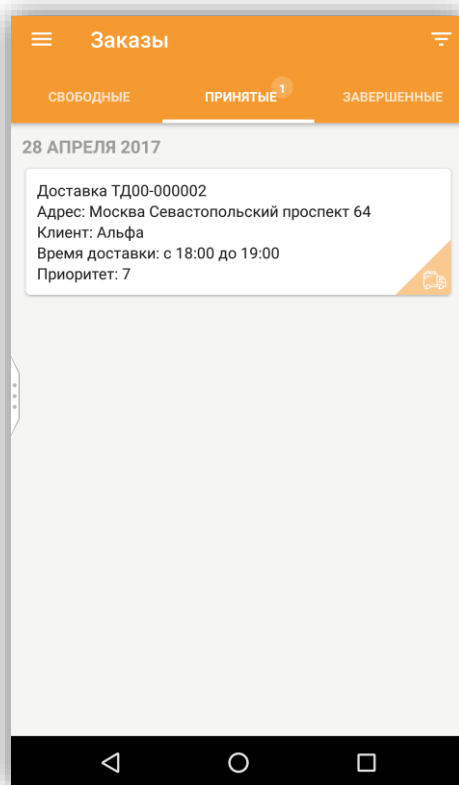 Заказы
СВОБОДНЫЕ
ПРИНЯТЫЕ 1
ЗАВЕРШЕННЫЕ
28 АПРЕЛЯ 2017
Доставка ТД00-000002
Адрес: Москва Севастопольский проспект 64
Клиент: Альфа
Время доставки: с 18:00 до 19:00
Приоритет: 7